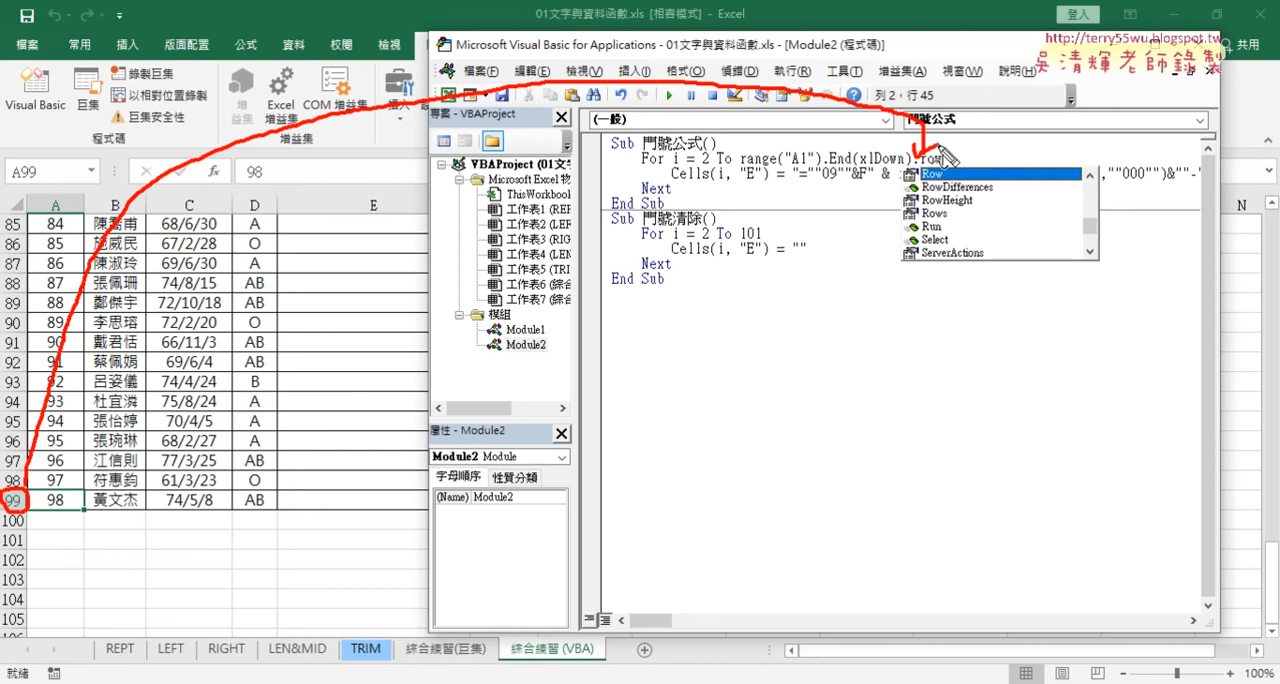 01文字與資料函數.xls [相容模式] - Excel
登入
檔案 常用 插入 版面配置 公式 資料 校閱 檢視
共用
http://terry55wu.blogspot.tw
吳清輝老師錄製
Visual Basic
巨集
錄製巨集
以相對位置錄製
巨集安全性
程式碼
增益集
Excel 增益集
COM 增益集
增益集
插入
A99
98
A B C D E N
85 84 陳喬甫 68/6/30 A
86 85 施威民 67/2/28 O
87 86 陳淑玲 69/6/30 A
88 87 張佩珊 74/8/15 AB
89 88 鄭傑宇 72/10/18 AB
90 89 李思瑢 72/2/20 O
91 90 戴君恬 66/11/3 AB
92 91 蔡佩娟 69/6/4 AB
93 92 呂姿儀 74/4/24 B
94 93 杜宜潾 75/8/24 A
95 94 張怡婷 70/4/5 A
96 95 張琬琳 68/2/27 A
97 96 江信則 77/3/25 AB
98 97 符惠鈞 61/3/23 O
99 98 黃文杰 74/5/8 AB
100
101
102
103
104
105
Microsoft Visual Basic for Applications - 01文字與資料函數.xls - [Module2 (程式碼)]
檔案(F) 編輯(E) 檢視(V) 插入(I) 格式(O) 偵錯(D) 執行(R) 工具(T) 增益集(A) 視窗(W) 說明(H)
列 2，行 45
專案 - VBAProject
VBAProject (01文
Microsoft Excel 物
ThisWorkbook
工作表1 (REF
工作表2 (LEF
工作表3 (RIG
工作表4 (LEN
工作表5 (TRI
工作表6 (綜合
工作表7 (綜合
模組
Module1
Module2
屬性 - Module2
Module2 Module
字母順序 性質分類
(Name) Module2
(一般)
門號公式
Sub 門號公式()
For i = 2 To range("A1").End(xlDown).row
Cells(i, "E") = "=""09""&F" &
,""000"")&""-"
Next
End Sub
Sub 門號清除()
For i = 2 To 101
Cells(i, "E") = ""
Next
End Sub
Row
RowDifferences
RowHeight
Rows
Run
Select
ServerActions
REPT LEFT RIGHT LEN&MID TRIM 綜合練習(巨集) 綜合練習 (VBA)
就緒
100%